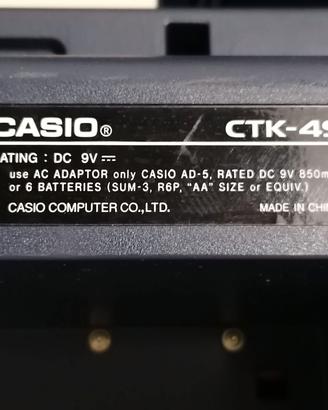 CASIO® CTK-49
ATING : DC 9V ⎓
use AC ADAPTOR only CASIO AD-5, RATED DC 9V 850m
or 6 BATTERIES (SUM-3, R6P, "AA" SIZE or EQUIV.)
CASIO COMPUTER CO.,LTD. MADE IN CHIN